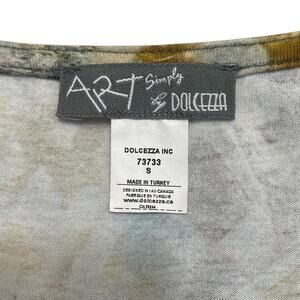 ART Simply by DOLCEZZA
DOLCEZZA INC
73733
S
MADE IN TURKEY
DESIGNED IN / AU CANADA
FABRIQUE EN TURQUIE
www.dolcezza.ca